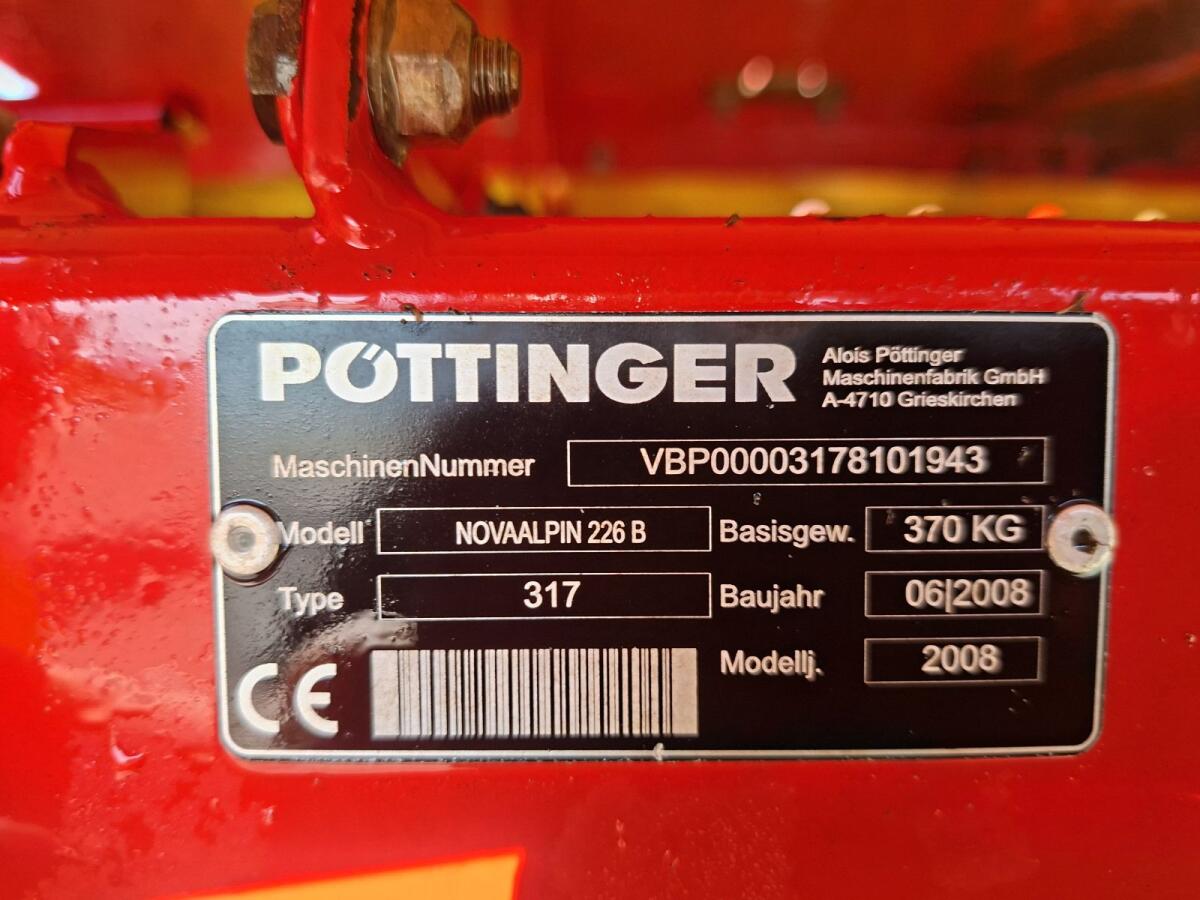 PÖTTINGER
Alois Pöttinger
Maschinenfabrik GmbH
A-4710 Grieskirchen
MaschinenNummer VBP00003178101943
Modell NOVAALPIN 226 B Basisgew. 370 KG
Type 317 Baujahr 06|2008
Modellj. 2008
CE